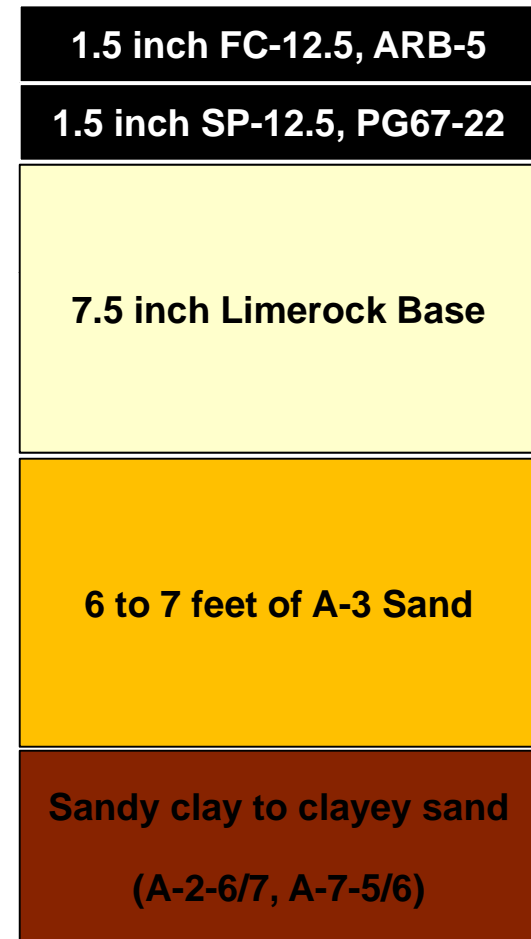 1.5 inch FC-12.5, ARB-5
1.5 inch SP-12.5, PG67-22
7.5 inch Limerock Base
6 to 7 feet of A-3 Sand
Sandy clay to clayey sand
(A-2-6/7, A-7-5/6)